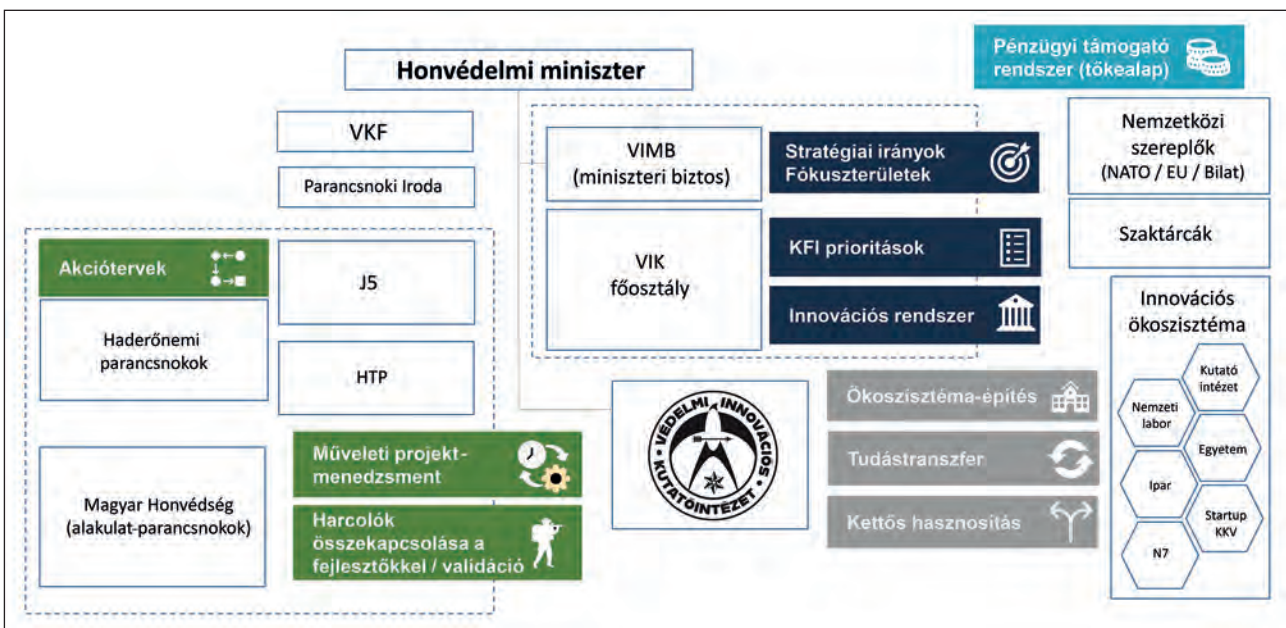 Honvédelmi miniszter
Pénzügyi támogató
rendszer (tőkealap)
VKF
Parancsnoki Iroda
VIMB
(miniszteri biztos)
Stratégiai irányok
Fókuszterületek
Nemzetközi
szereplők
(NATO / EU / Bilat)
Szaktárcák
Akciótervek
J5
VIK
főosztály
KFI prioritások
Innovációs rendszer
Haderőnemi
parancsnokok
HTP
Innovációs
ökoszisztéma
Kutató
intézet
Nemzeti
labor
Egyetem
Ipar
Startup
KKV
N7
Magyar Honvédség
(alakulat-parancsnokok)
Műveleti projekt-
menedzsment
Harcolók
összekapcsolása a
fejlesztőkkel / validáció
VÉDELMI INNOVÁCIÓS
KUTATÓINTÉZET
Ökoszisztéma-építés
Tudástranszfer
Kettős hasznosítás